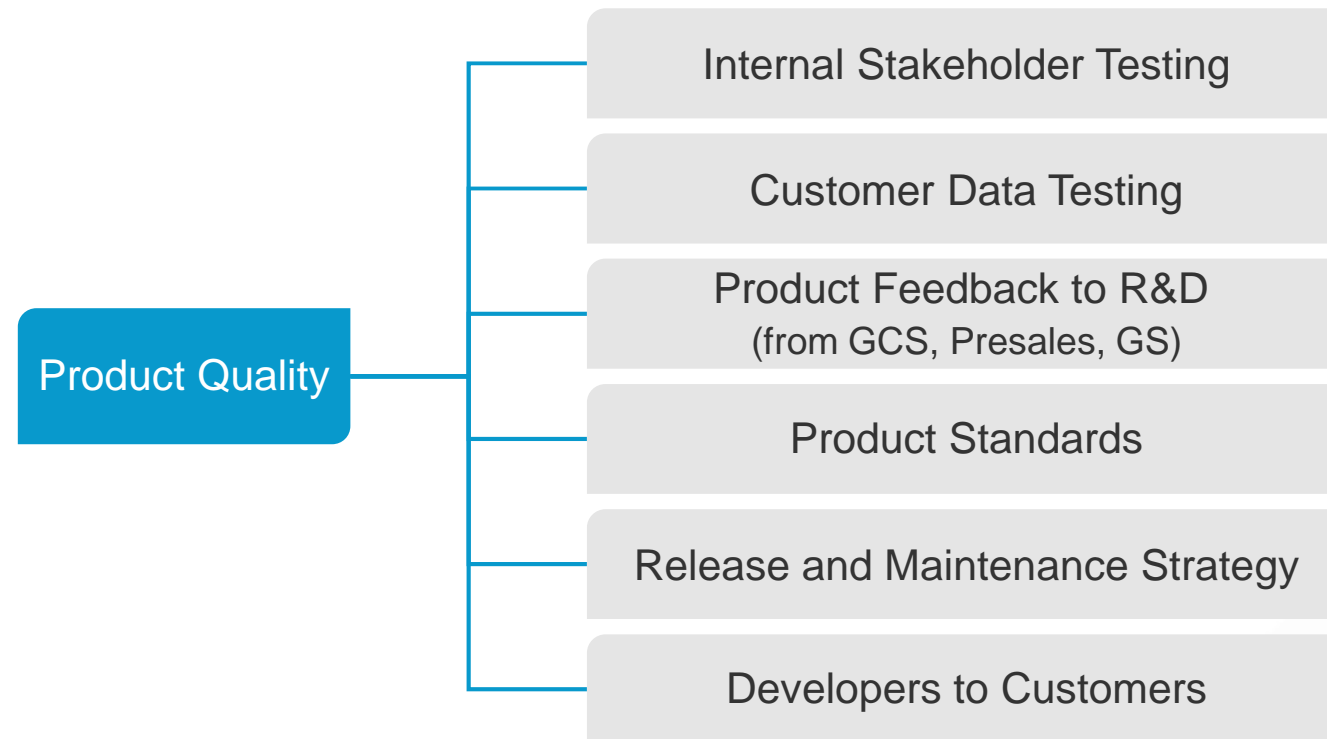 Internal Stakeholder Testing
Customer Data Testing
Product Feedback to R&D
(from GCS, Presales, GS)
Product Quality
Product Standards
Release and Maintenance Strategy
Developers to Customers